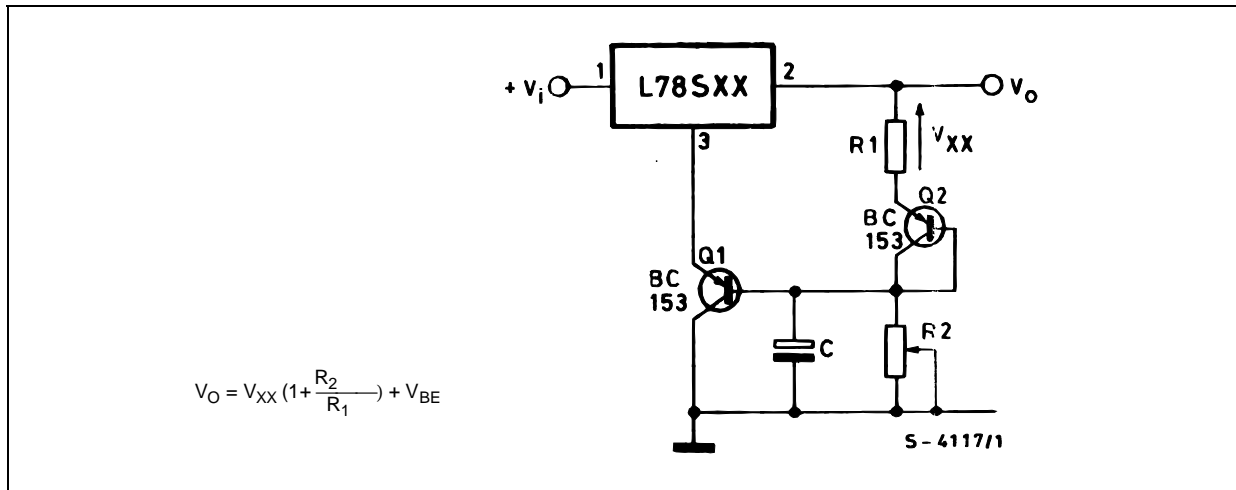 1
L78SXX
2
+ Vi
Vo
3
R1
VXX
Q2
BC
153
Q1
BC
153
C
R2
VO = VXX (1+ R2/R1) + VBE
S-4117/1